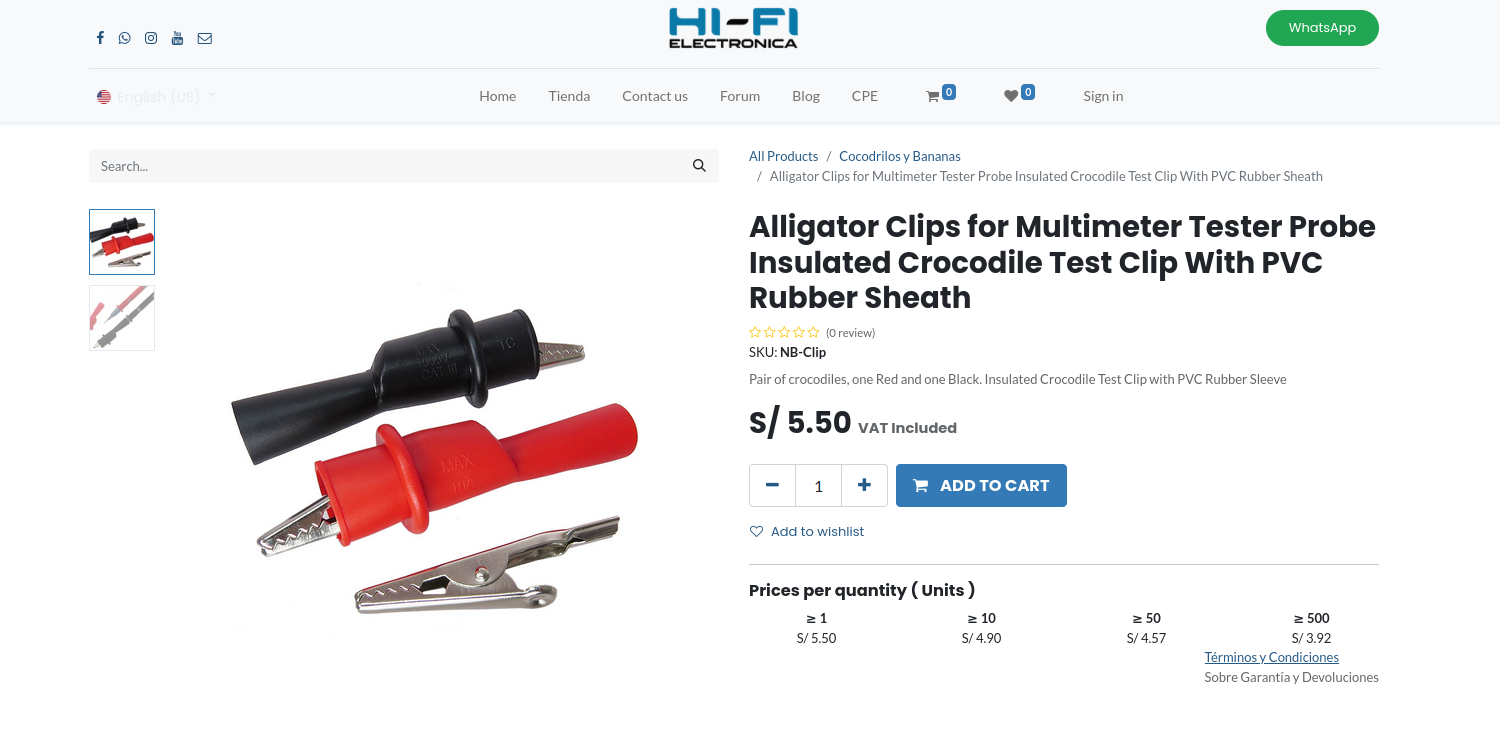 HI-FI
ELECTRONICA
WhatsApp
English (US)
Home
Tienda
Contact us
Forum
Blog
CPE
0
0
Sign in
Search...
All Products / Cocodrilos y Bananas
/ Alligator Clips for Multimeter Tester Probe Insulated Crocodile Test Clip With PVC Rubber Sheath
Alligator Clips for Multimeter Tester Probe
Insulated Crocodile Test Clip With PVC
Rubber Sheath
(0 review)
SKU: NB-Clip
Pair of crocodiles, one Red and one Black. Insulated Crocodile Test Clip with PVC Rubber Sleeve
S/ 5.50 VAT Included
1
ADD TO CART
Add to wishlist
Prices per quantity ( Units )
≥ 1 ≥ 10 ≥ 50 ≥ 500
S/ 5.50 S/ 4.90 S/ 4.57 S/ 3.92
Términos y Condiciones
Sobre Garantía y Devoluciones
MAX
1000V
CAT III
MAX
10A